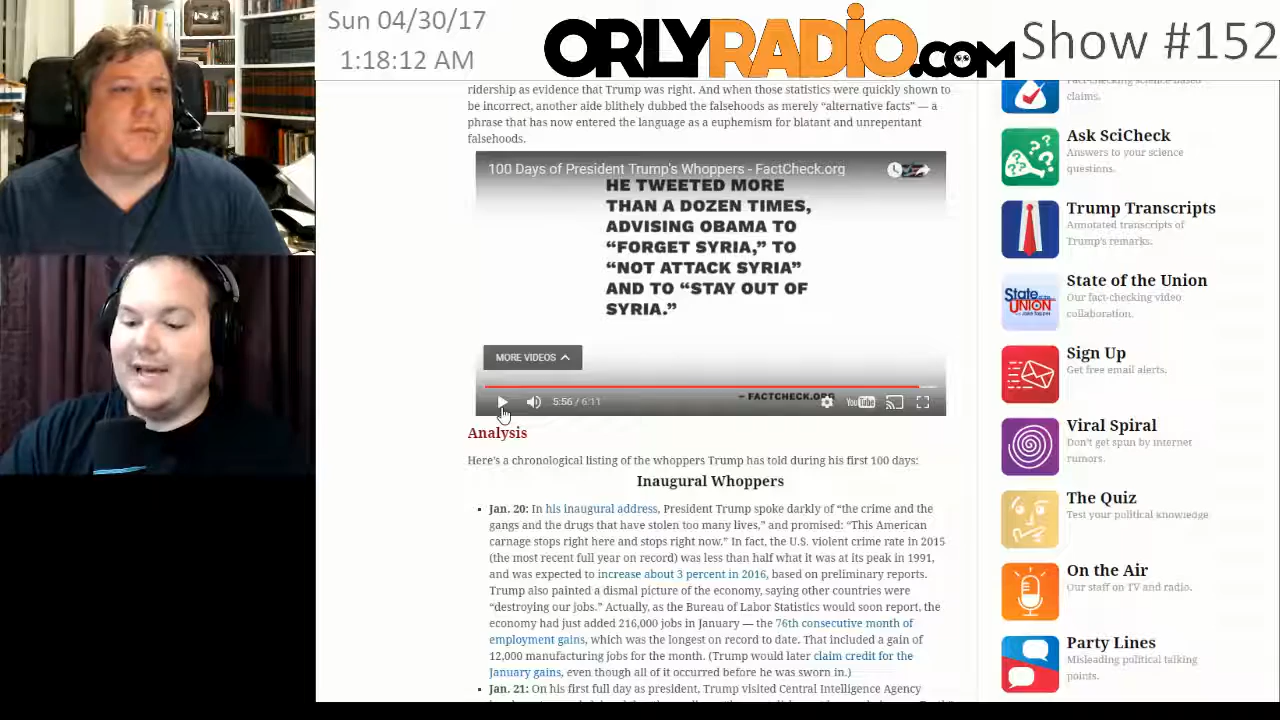 Sun 04/30/17
1:18:12 AM
ORLYRADIO.COM
Show #152
ridership as evidence that Trump was right. And when those statistics were quickly shown to
be incorrect, another aide blithely dubbed the falsehoods as merely “alternative facts” — a
phrase that has now entered the language as a euphemism for blatant and unrepentant
falsehoods.
100 Days of President Trump's Whoppers - FactCheck.org
HE TWEETED MORE
THAN A DOZEN TIMES,
ADVISING OBAMA TO
“FORGET SYRIA,” TO
“NOT ATTACK SYRIA”
AND TO “STAY OUT OF
SYRIA.”
MORE VIDEOS
5:56 / 6:11
– FACTCHECK.ORG
YouTube
Analysis
Here’s a chronological listing of the whoppers Trump has told during his first 100 days:
Inaugural Whoppers
Jan. 20: In his inaugural address, President Trump spoke darkly of “the crime and the
gangs and the drugs that have stolen too many lives,” and promised: “This American
carnage stops right here and stops right now.” In fact, the U.S. violent crime rate in 2015
(the most recent full year on record) was less than half what it was at its peak in 1991,
and was expected to increase about 3 percent in 2016, based on preliminary reports.
Trump also painted a dismal picture of the economy, saying other countries were
“destroying our jobs.” Actually, as the Bureau of Labor Statistics would soon report, the
economy had just added 216,000 jobs in January — the 76th consecutive month of
employment gains, which was the longest on record to date. That included a gain of
12,000 manufacturing jobs for the month. (Trump would later claim credit for the
January gains, even though all of it occurred before he was sworn in.)
Jan. 21: On his first full day as president, Trump visited Central Intelligence Agency
Fact-checking science-based
claims.
Ask SciCheck
Answers to your science
questions.
Trump Transcripts
Annotated transcripts of
Trump's remarks.
State of the Union
Our fact-checking video
collaboration.
Sign Up
Get free email alerts.
Viral Spiral
Don't get spun by internet
rumors.
The Quiz
Test your political knowledge
On the Air
Our staff on TV and radio.
Party Lines
Misleading political talking
points.